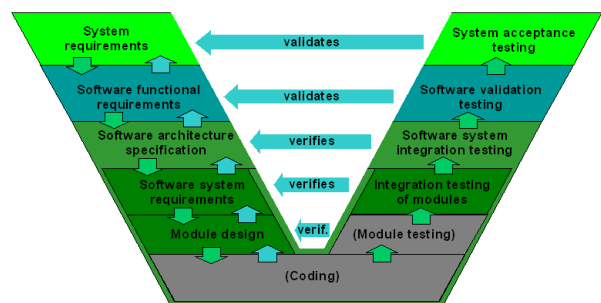 System
requirements
validates
System acceptance
testing
Software functional
requirements
validates
Software validation
testing
Software architecture
specification
verifies
Software system
integration testing
Software system
requirements
verifies
Integration testing
of modules
Module design
verif.
(Module testing)
(Coding)